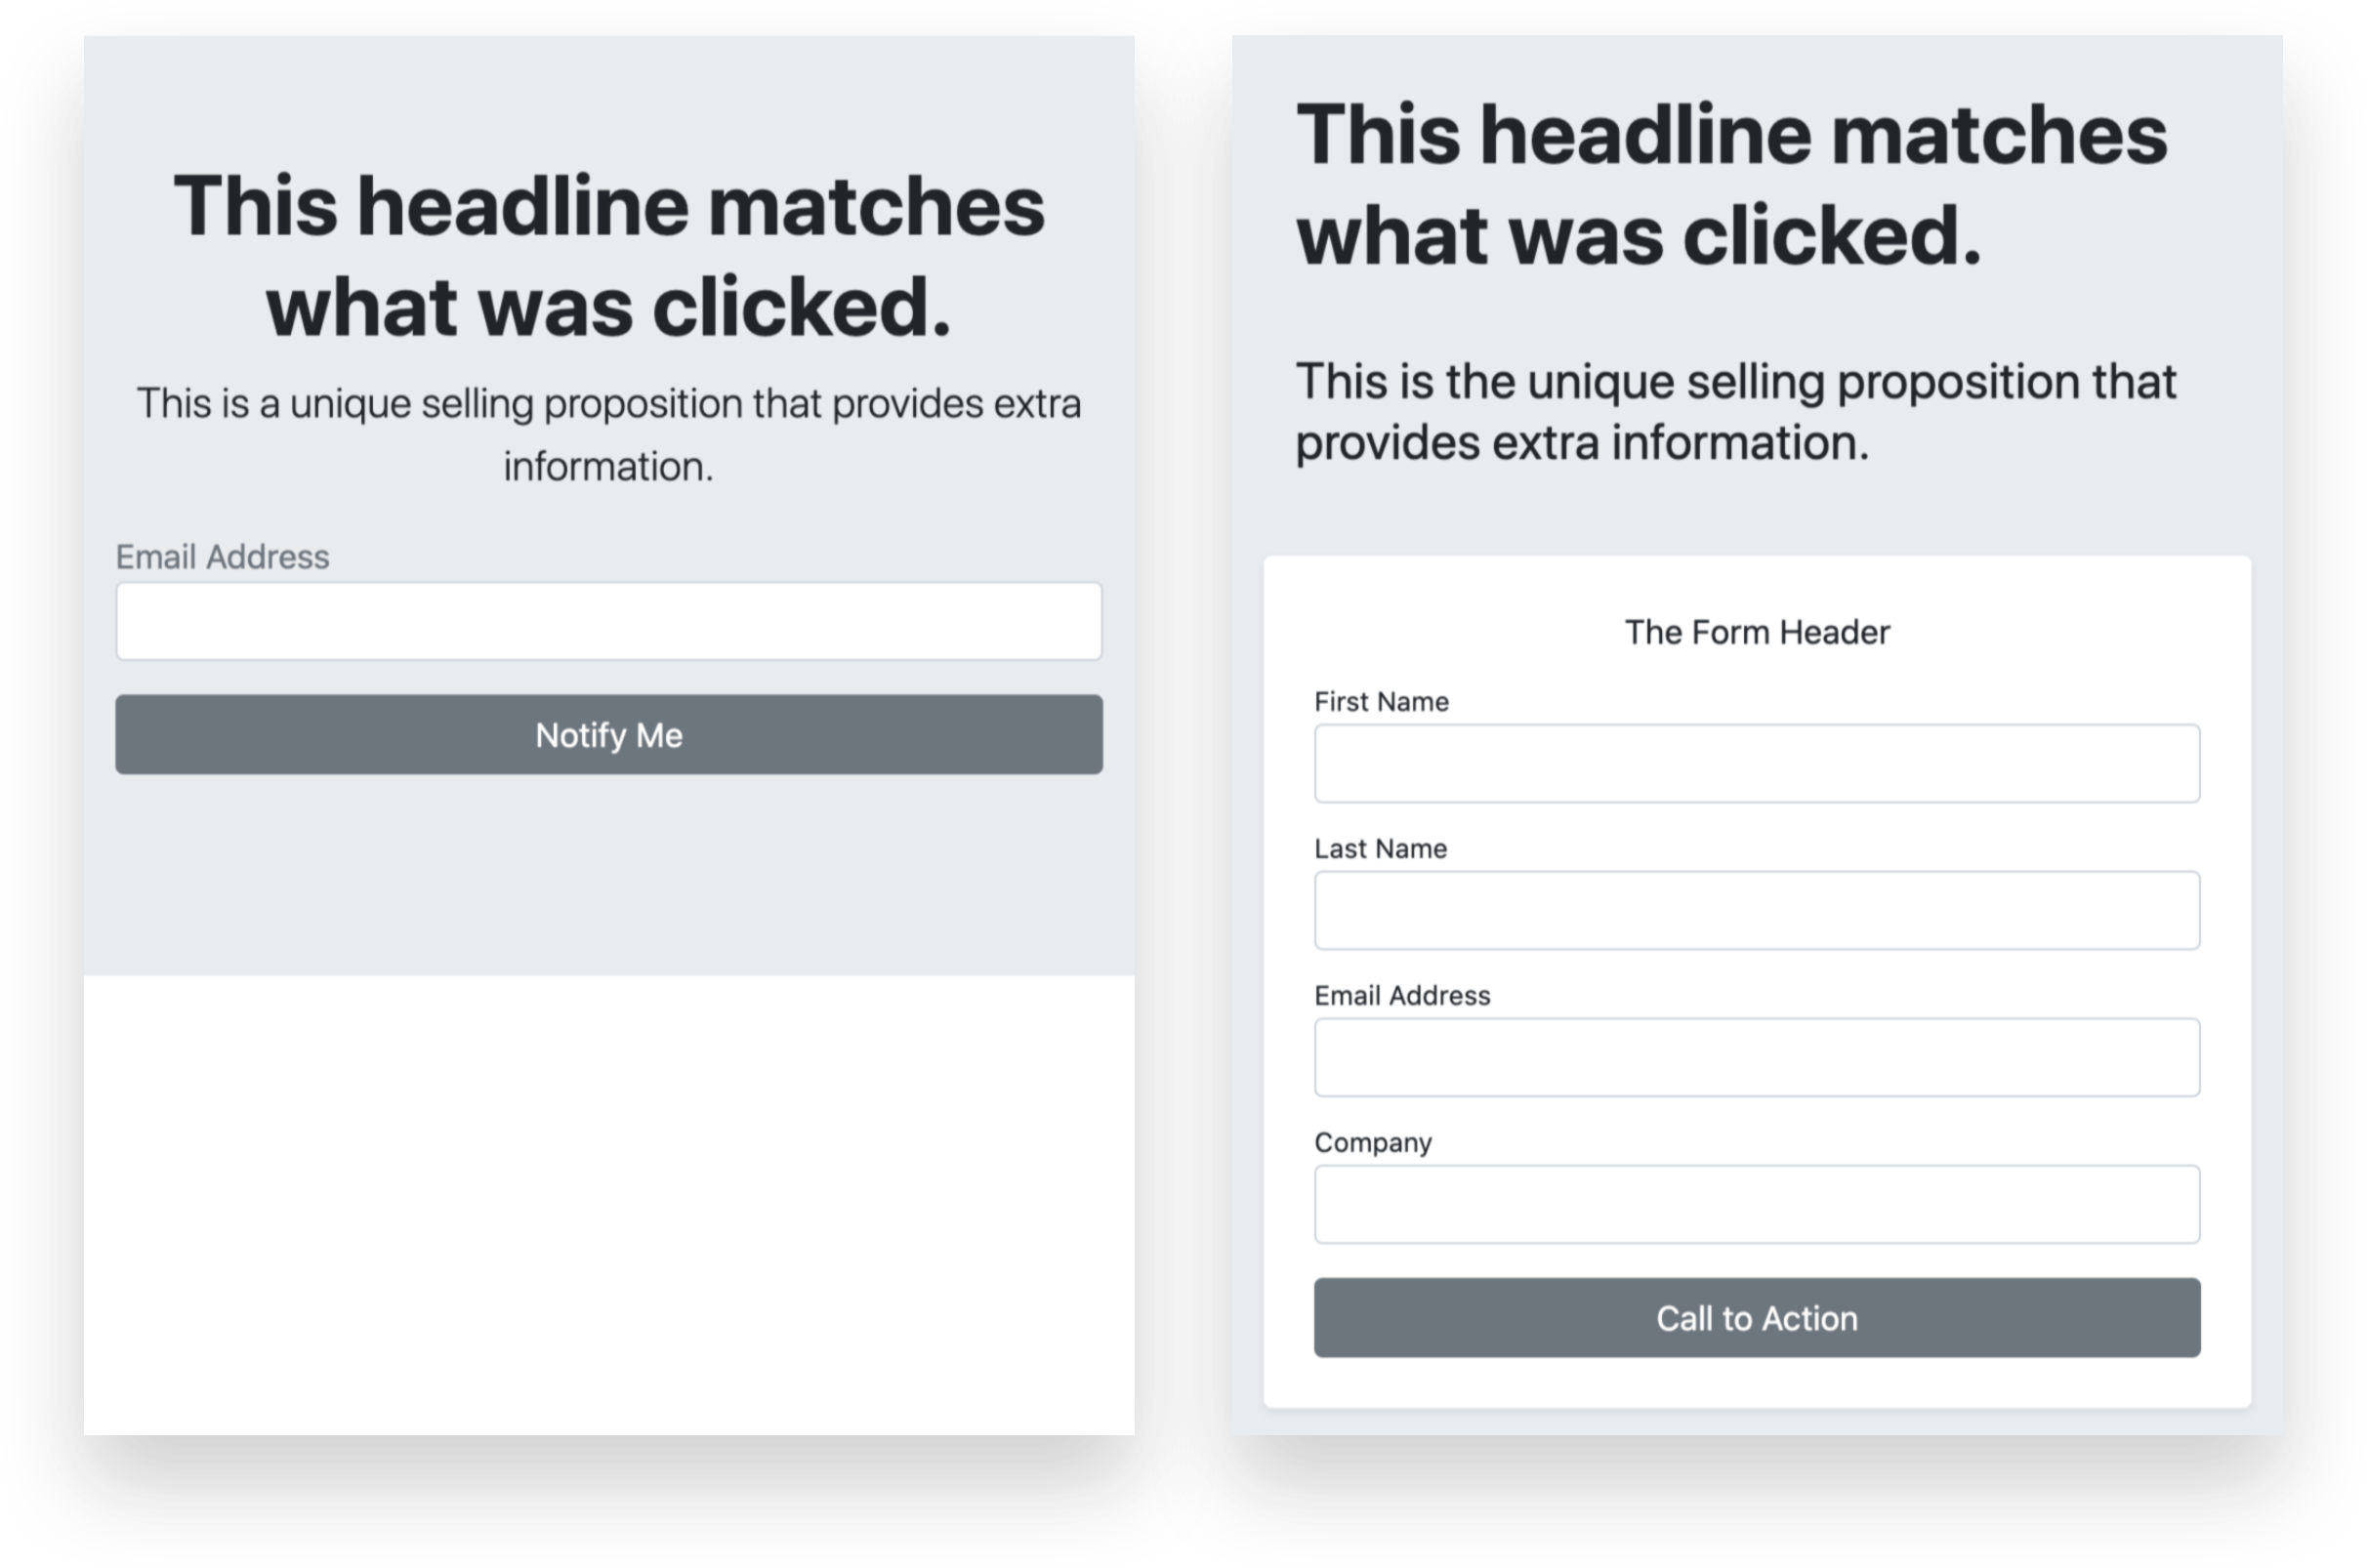 This headline matches
what was clicked.
This is a unique selling proposition that provides extra
information.
Email Address
Notify Me
This headline matches
what was clicked.
This is the unique selling proposition that
provides extra information.
The Form Header
First Name
Last Name
Email Address
Company
Call to Action